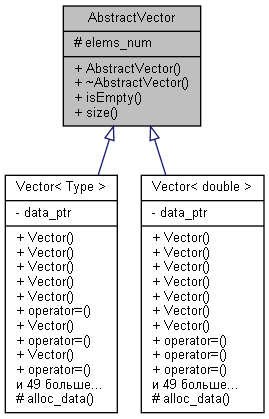 AbstractVector
# elems_num
+ AbstractVector()
+ ~AbstractVector()
+ isEmpty()
+ size()
Vector< Type >
- data_ptr
+ Vector()
+ Vector()
+ Vector()
+ Vector()
+ Vector()
+ operator=()
+ operator=()
+ Vector()
+ Vector()
+ operator=()
и 49 больше...
# alloc_data()
Vector< double >
- data_ptr
+ Vector()
+ Vector()
+ Vector()
+ Vector()
+ Vector()
+ Vector()
+ Vector()
+ operator=()
+ operator=()
+ operator=()
и 49 больше...
# alloc_data()